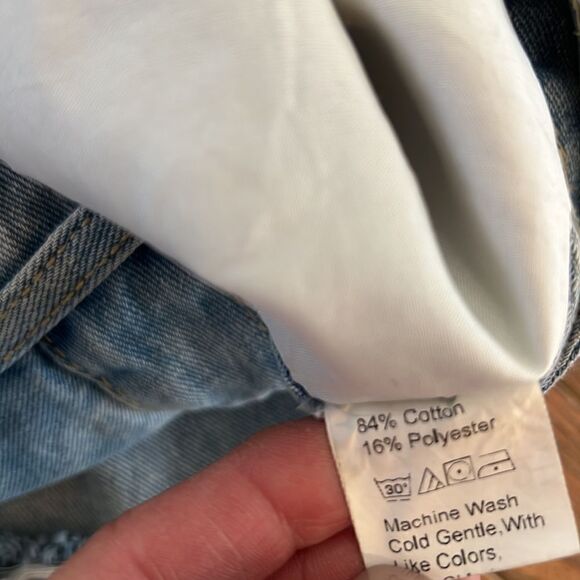 84% Cotton
16% Polyester
30°
Machine Wash
Cold Gentle,With
Like Colors,